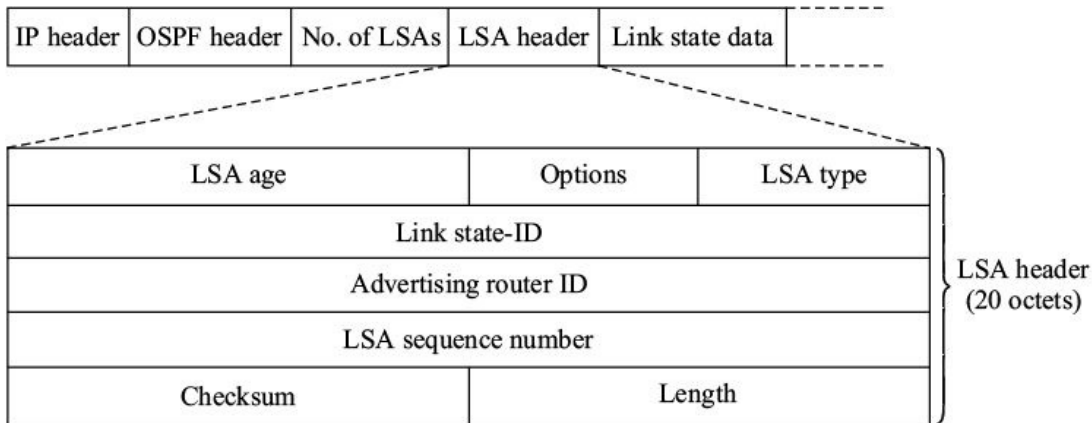 IP header OSPF header No. of LSAs LSA header Link state data
LSA age Options LSA type
Link state-ID
Advertising router ID
LSA header
(20 octets)
LSA sequence number
Checksum Length